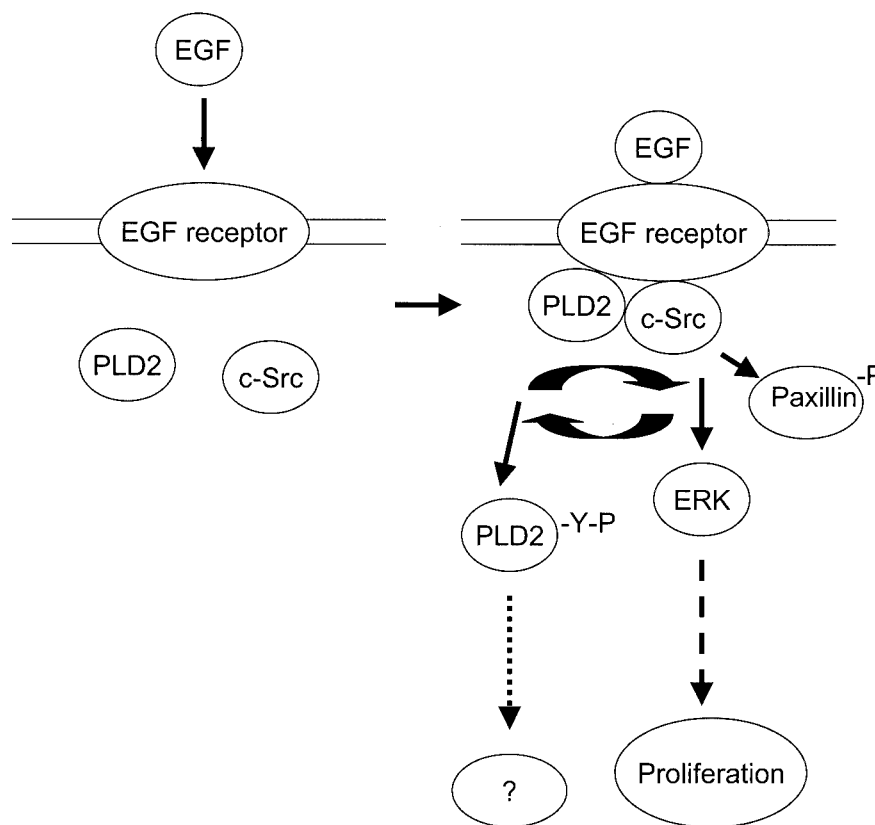 EGF
EGF receptor
PLD2
c-Src
EGF
EGF receptor
PLD2
c-Src
Paxillin
-P
PLD2
-Y-P
ERK
?
Proliferation